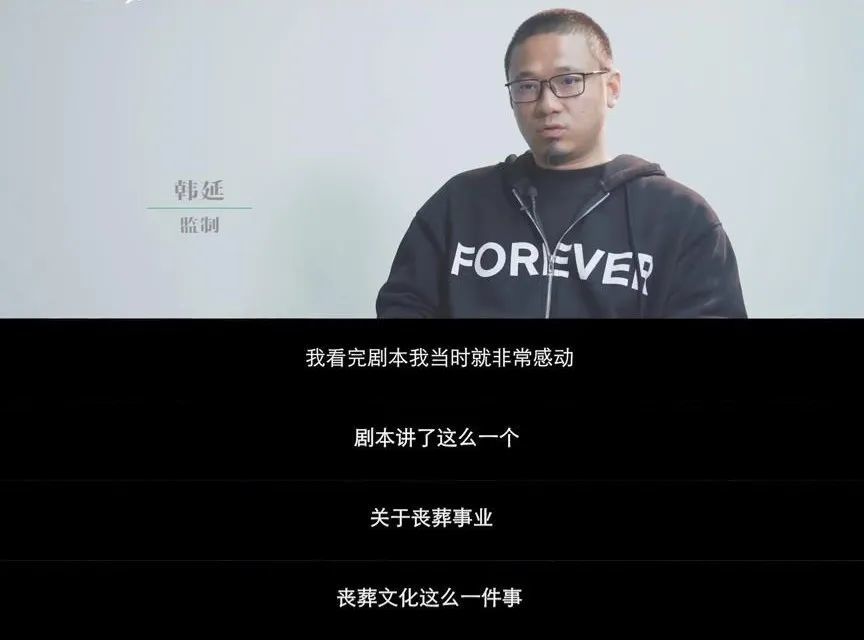 韩延
监制
FOREVER
我看完剧本我当时就非常感动
剧本讲了这么一个
关于丧葬事业
丧葬文化这么一件事